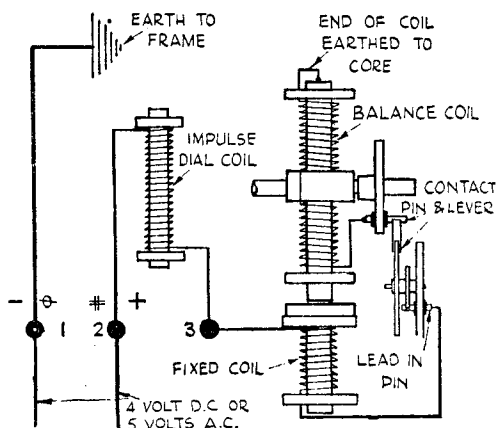 EARTH TO
FRAME
END OF COIL
EARTHED TO
CORE
BALANCE COIL
IMPULSE
DIAL COIL
CONTACT
PIN & LEVER
- ⌀ # +
1 2 3
FIXED COIL
LEAD IN
PIN
4 VOLT D.C OR
5 VOLTS A.C.